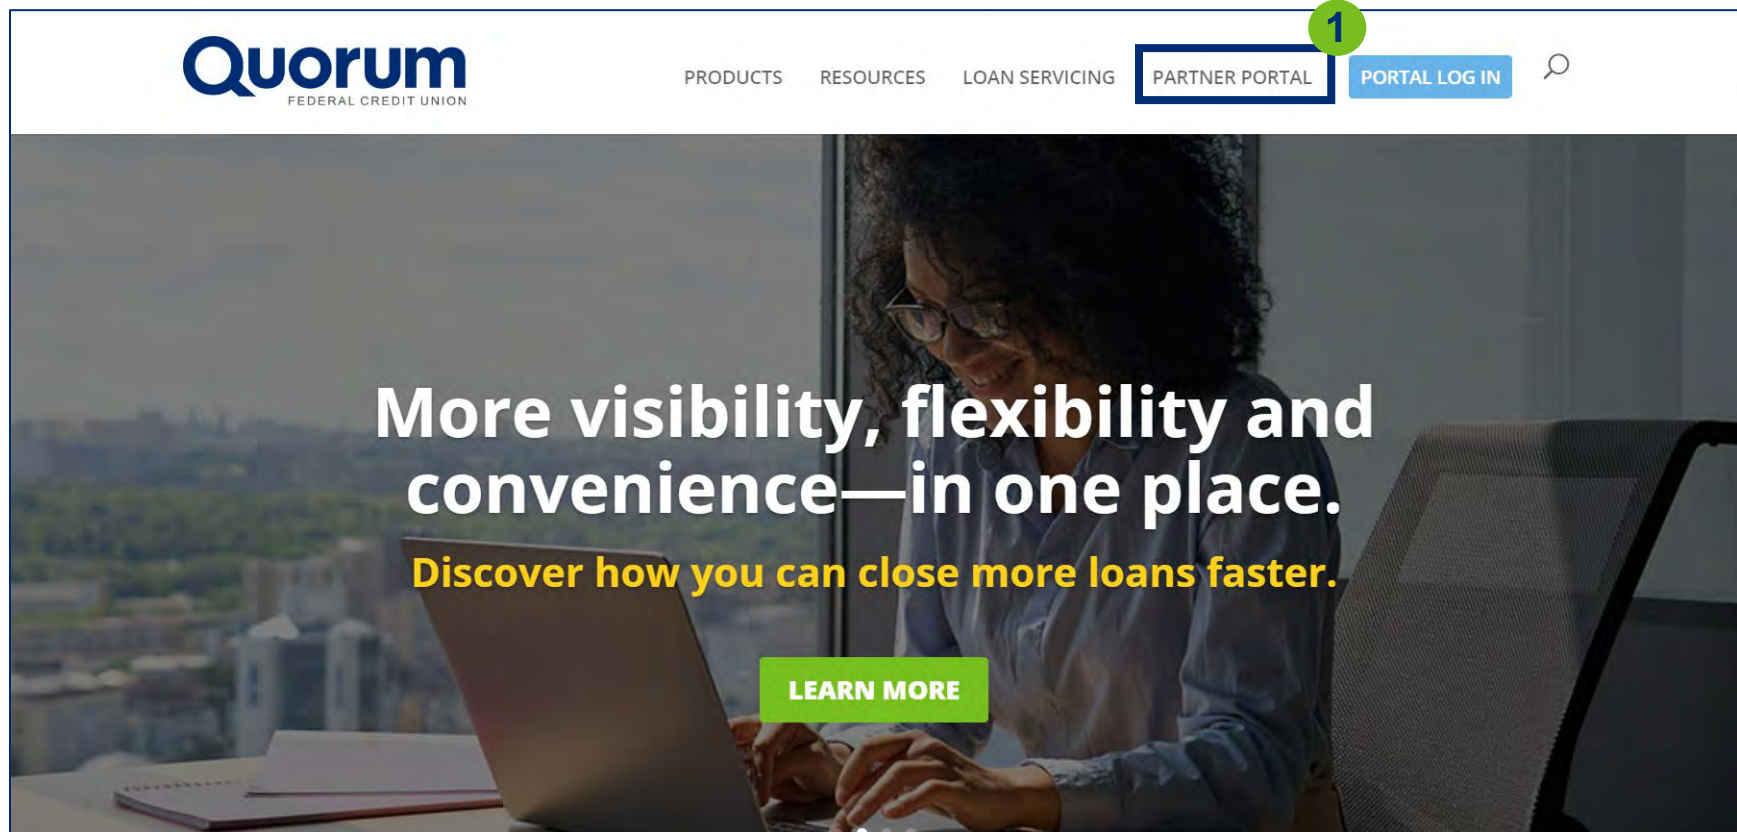 1
Quorum
FEDERAL CREDIT UNION
PRODUCTS RESOURCES LOAN SERVICING PARTNER PORTAL PORTAL LOG IN
More visibility, flexibility and
convenience—in one place.
Discover how you can close more loans faster.
LEARN MORE